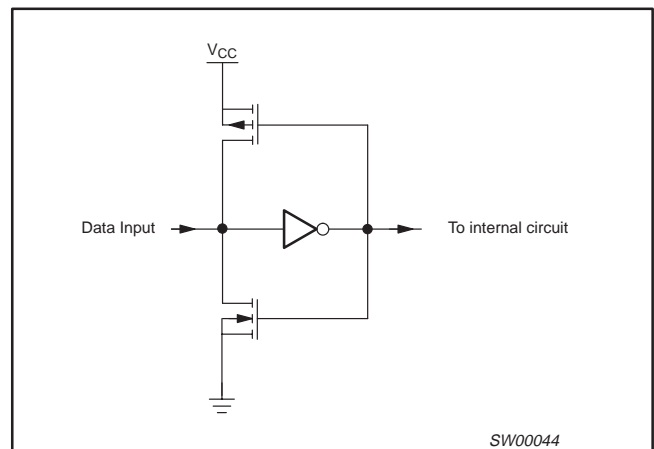 VCC
Data Input
To internal circuit
SW00044